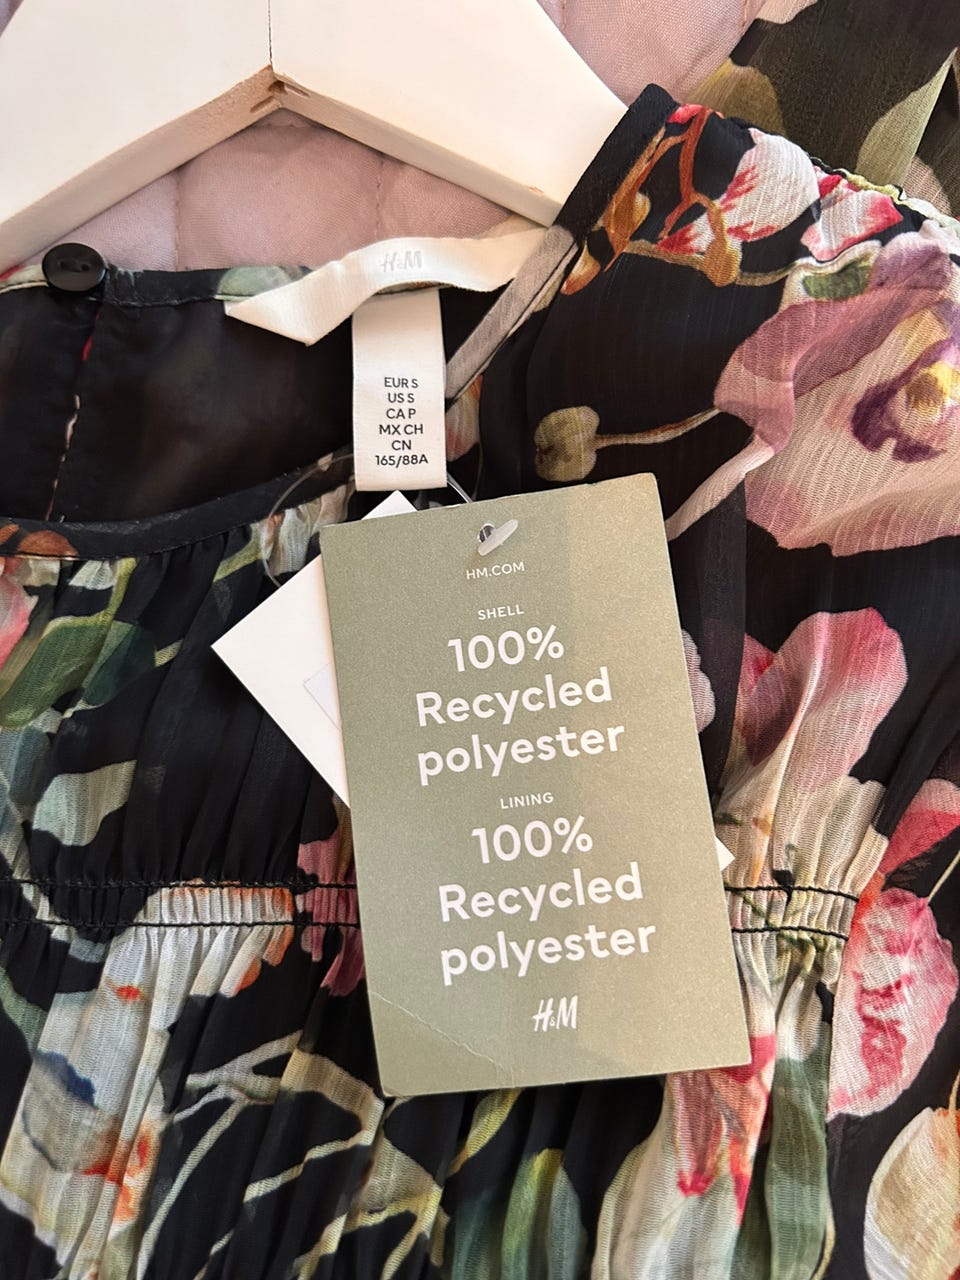 H&M
EUR S
US S
CA P
MX CH
CN
165/88A
HM.COM
SHELL
100%
Recycled
polyester
LINING
100%
Recycled
polyester
H&M